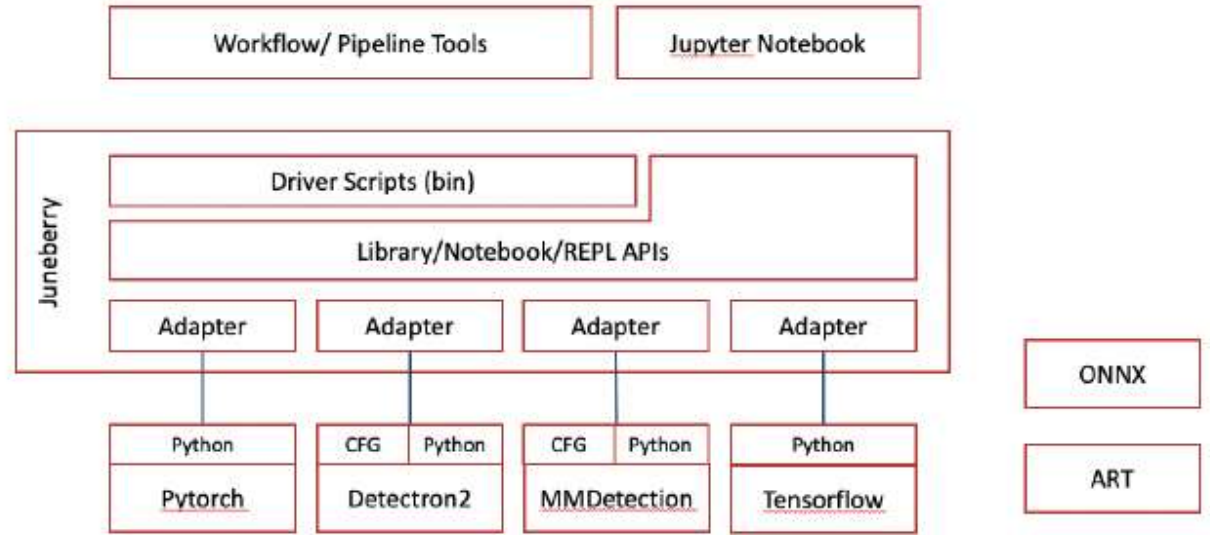 Workflow/ Pipeline Tools
Jupyter Notebook
Juneberry
Driver Scripts (bin)
Library/Notebook/REPL APIs
Adapter
Adapter
Adapter
Adapter
Python
CFG
Python
CFG
Python
Python
Pytorch
Detectron2
MMDetection
Tensorflow
ONNX
ART